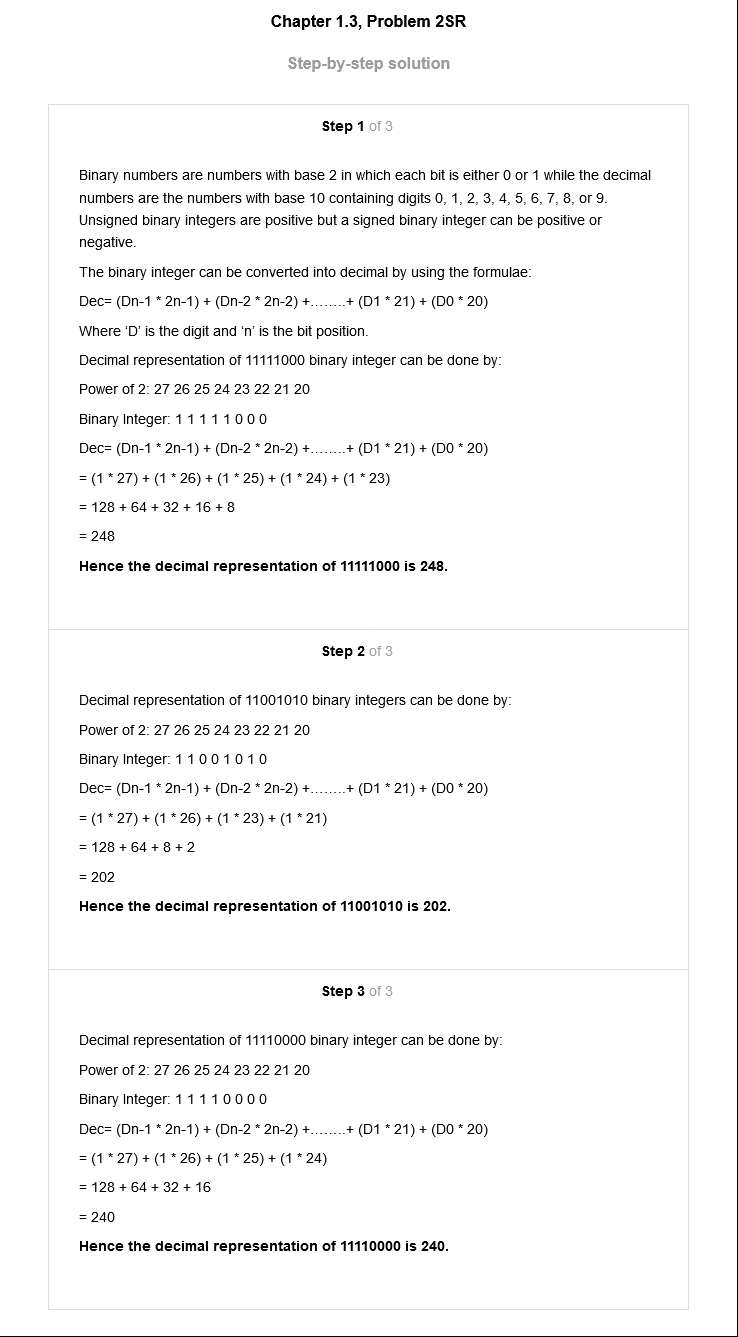 Chapter 1.3, Problem 2SR
Step-by-step solution
Step 1 of 3
Binary numbers are numbers with base 2 in which each bit is either 0 or 1 while the decimal
numbers are the numbers with base 10 containing digits 0, 1, 2, 3, 4, 5, 6, 7, 8, or 9.
Unsigned binary integers are positive but a signed binary integer can be positive or
negative.
The binary integer can be converted into decimal by using the formulae:
Dec= (Dn-1 * 2n-1) + (Dn-2 * 2n-2) +……..+ (D1 * 21) + (D0 * 20)
Where ‘D’ is the digit and ‘n’ is the bit position.
Decimal representation of 11111000 binary integer can be done by:
Power of 2: 27 26 25 24 23 22 21 20
Binary Integer: 1 1 1 1 1 0 0 0
Dec= (Dn-1 * 2n-1) + (Dn-2 * 2n-2) +……..+ (D1 * 21) + (D0 * 20)
= (1 * 27) + (1 * 26) + (1 * 25) + (1 * 24) + (1 * 23)
= 128 + 64 + 32 + 16 + 8
= 248
Hence the decimal representation of 11111000 is 248.
Step 2 of 3
Decimal representation of 11001010 binary integers can be done by:
Power of 2: 27 26 25 24 23 22 21 20
Binary Integer: 1 1 0 0 1 0 1 0
Dec= (Dn-1 * 2n-1) + (Dn-2 * 2n-2) +……..+ (D1 * 21) + (D0 * 20)
= (1 * 27) + (1 * 26) + (1 * 23) + (1 * 21)
= 128 + 64 + 8 + 2
= 202
Hence the decimal representation of 11001010 is 202.
Step 3 of 3
Decimal representation of 11110000 binary integer can be done by:
Power of 2: 27 26 25 24 23 22 21 20
Binary Integer: 1 1 1 1 0 0 0 0
Dec= (Dn-1 * 2n-1) + (Dn-2 * 2n-2) +……..+ (D1 * 21) + (D0 * 20)
= (1 * 27) + (1 * 26) + (1 * 25) + (1 * 24)
= 128 + 64 + 32 + 16
= 240
Hence the decimal representation of 11110000 is 240.